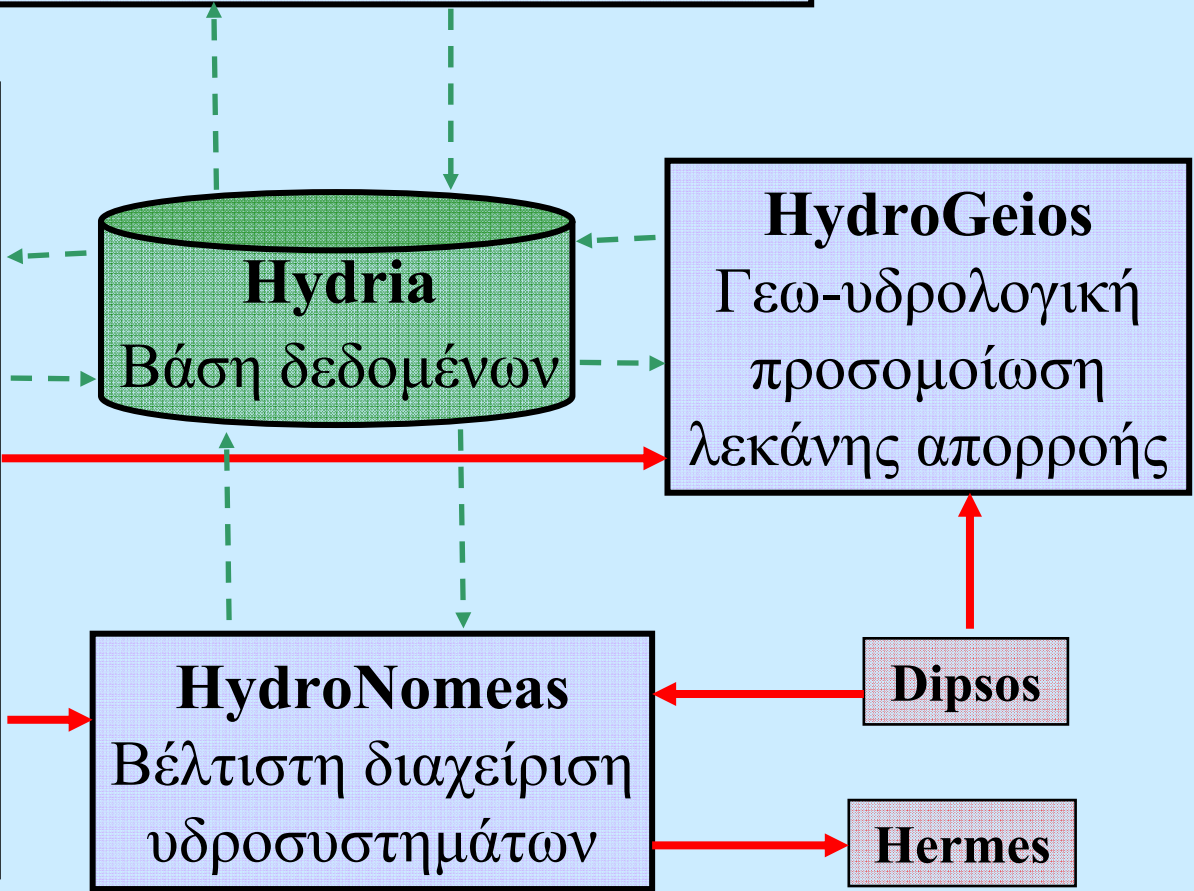 Hydria
Βάση δεδομένων
HydroGeios
Γεω-υδρολογική
προσομοίωση
λεκάνης απορροής
HydroNomeas
Βέλτιστη διαχείριση
υδροσυστημάτων
Dipsos
Hermes